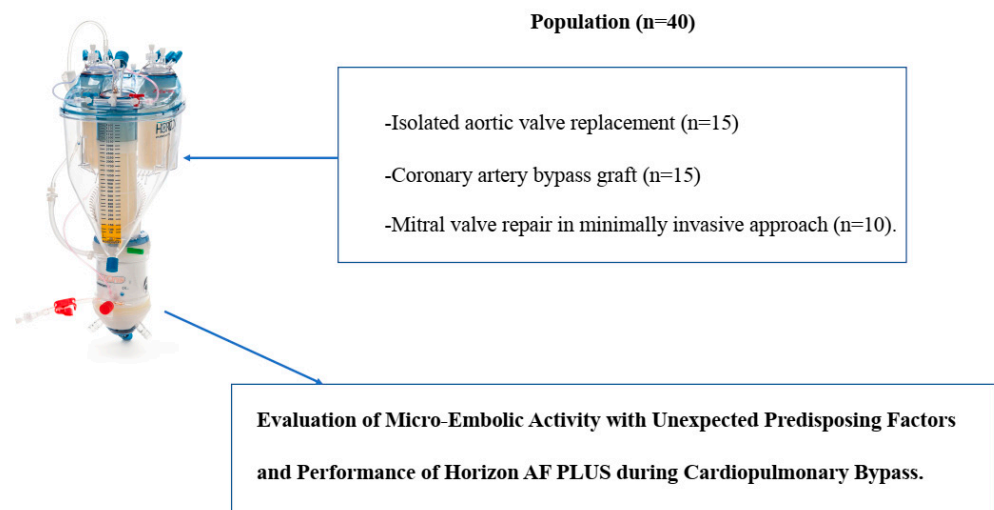 Population (n=40)
-Isolated aortic valve replacement (n=15)
-Coronary artery bypass graft (n=15)
-Mitral valve repair in minimally invasive approach (n=10).
Evaluation of Micro-Embolic Activity with Unexpected Predisposing Factors
and Performance of Horizon AF PLUS during Cardiopulmonary Bypass.